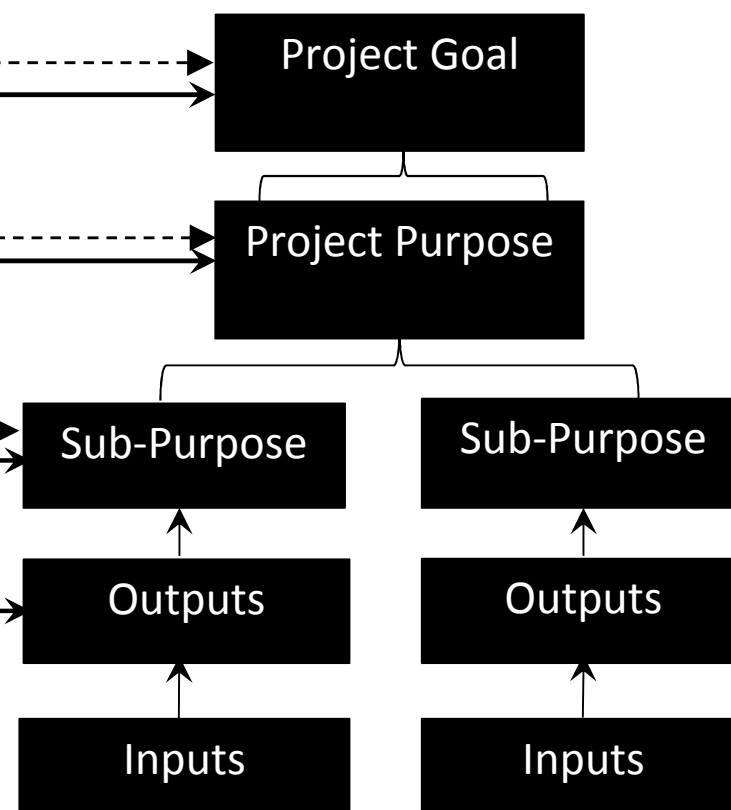 Project Goal
Project Purpose
Sub-Purpose
Sub-Purpose
Outputs
Outputs
Inputs
Inputs